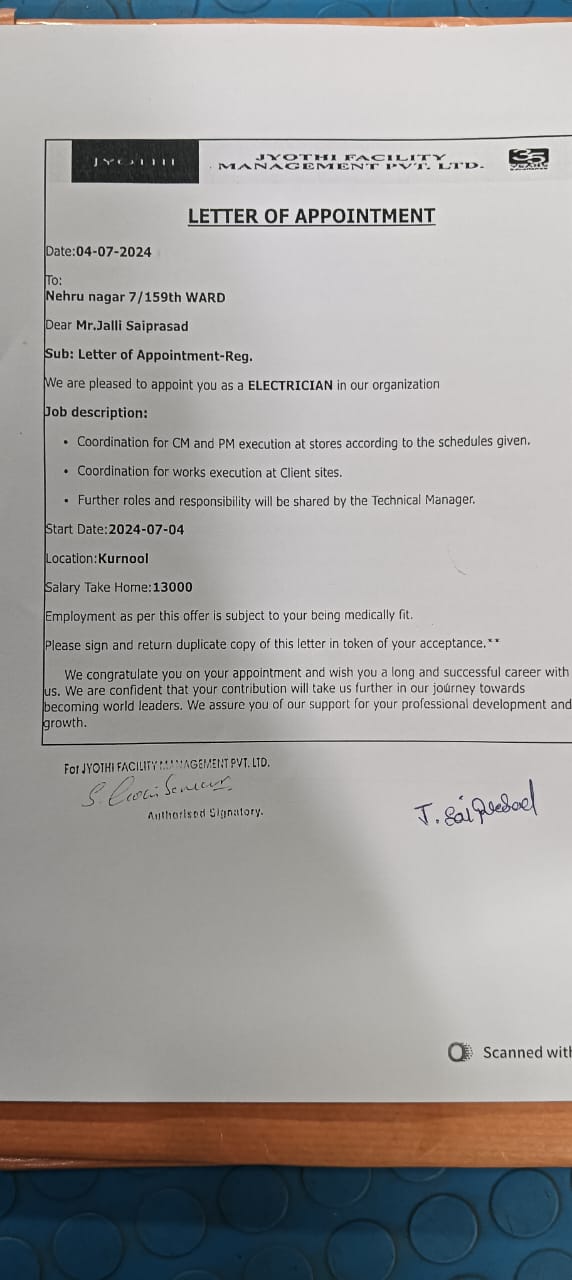 JYOTHI
JYOTHI FACILITY
MANAGEMENT PVT. LTD.
35
YEARS
LETTER OF APPOINTMENT
Date:04-07-2024
To:
Nehru nagar 7/159th WARD
Dear Mr.Jalli Saiprasad
Sub: Letter of Appointment-Reg.
We are pleased to appoint you as a ELECTRICIAN in our organization
Job description:
• Coordination for CM and PM execution at stores according to the schedules given.
• Coordination for works execution at Client sites.
• Further roles and responsibility will be shared by the Technical Manager.
Start Date:2024-07-04
Location:Kurnool
Salary Take Home:13000
Employment as per this offer is subject to your being medically fit.
Please sign and return duplicate copy of this letter in token of your acceptance.**
We congratulate you on your appointment and wish you a long and successful career with
us. We are confident that your contribution will take us further in our journey towards
becoming world leaders. We assure you of our support for your professional development and
growth.
For JYOTHI FACILITY MANAGEMENT PVT. LTD.
S.
Authorised Signatory.
J. Sai Prasad
Scanned with